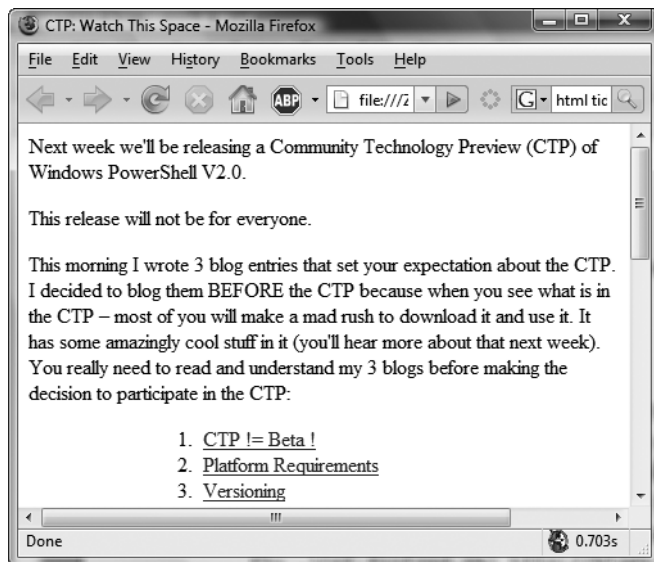 CTP: Watch This Space - Mozilla Firefox
File Edit View History Bookmarks Tools Help
ABP file:///Z G html tic
Next week we'll be releasing a Community Technology Preview (CTP) of
Windows PowerShell V2.0.
This release will not be for everyone.
This morning I wrote 3 blog entries that set your expectation about the CTP.
I decided to blog them BEFORE the CTP because when you see what is in
the CTP – most of you will make a mad rush to download it and use it. It
has some amazingly cool stuff in it (you'll hear more about that next week).
You really need to read and understand my 3 blogs before making the
decision to participate in the CTP:
1. CTP != Beta !
2. Platform Requirements
3. Versioning
Done 0.703s